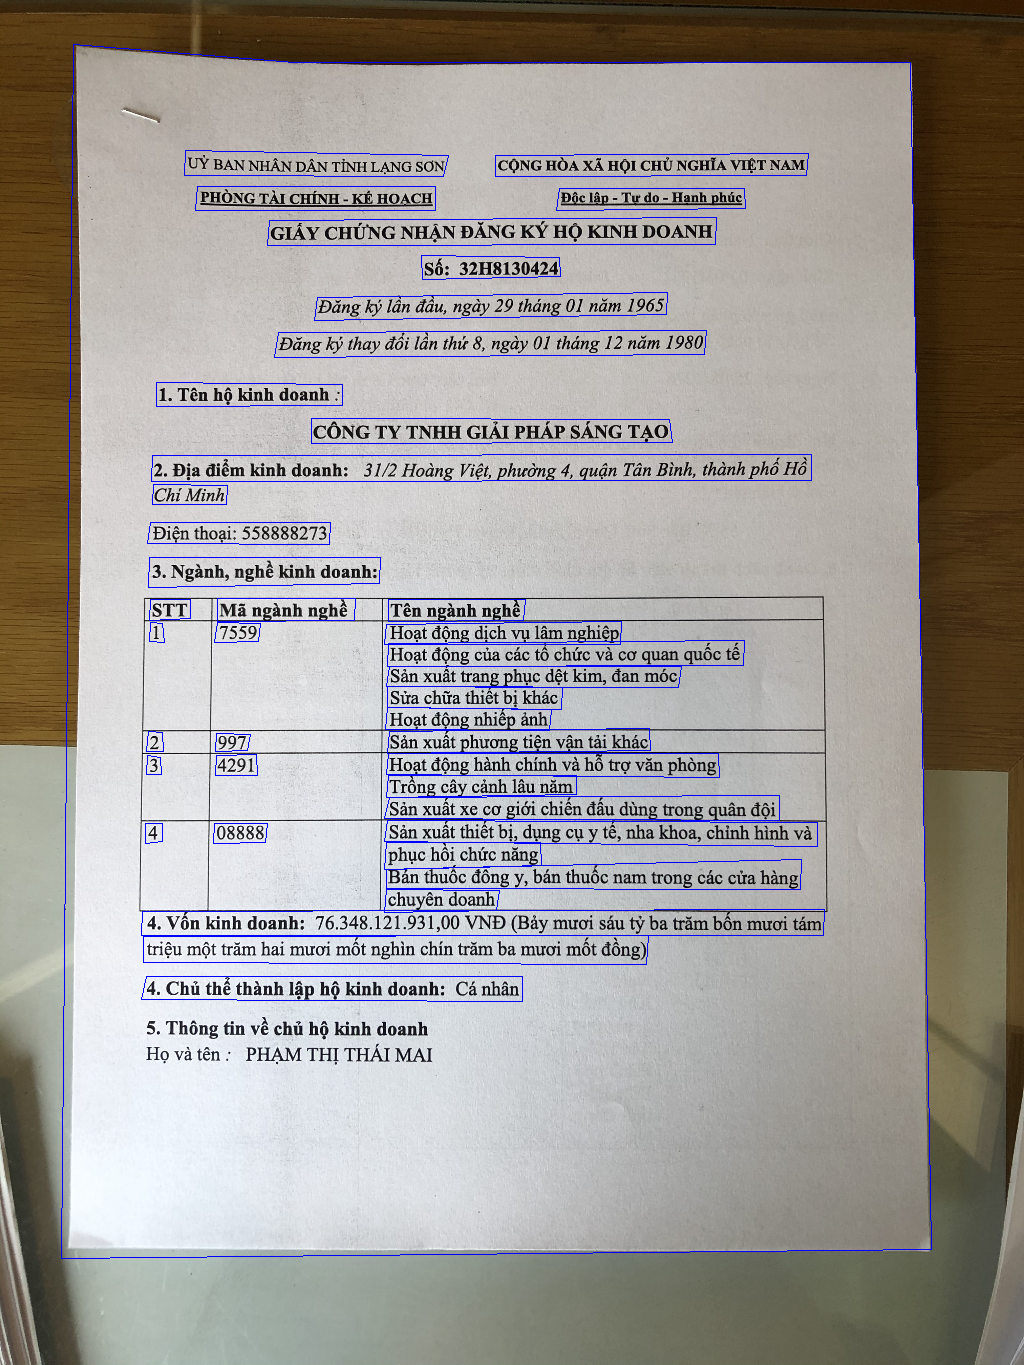 UỶ BAN NHÂN DÂN TỈNH LẠNG SƠN
CỘNG HÒA XÃ HỘI CHỦ NGHĨA VIỆT NAM
PHÒNG TÀI CHÍNH - KẾ HOẠCH
Độc lập - Tự do - Hạnh phúc
GIẤY CHỨNG NHẬN ĐĂNG KÝ HỘ KINH DOANH
Số: 32H8130424
Đăng ký lần đầu, ngày 29 tháng 01 năm 1965
Đăng ký thay đổi lần thứ 8, ngày 01 tháng 12 năm 1980
1. Tên hộ kinh doanh :
CÔNG TY TNHH GIẢI PHÁP SÁNG TẠO
2. Địa điểm kinh doanh: 31/2 Hoàng Việt, phường 4, quận Tân Bình, thành phố Hồ
Chí Minh
Điện thoại: 558888273
3. Ngành, nghề kinh doanh:
STT Mã ngành nghề Tên ngành nghề
1 7559 Hoạt động dịch vụ lâm nghiệp
Hoạt động của các tổ chức và cơ quan quốc tế
Sản xuất trang phục dệt kim, đan móc
Sửa chữa thiết bị khác
Hoạt động nhiếp ảnh
2 997 Sản xuất phương tiện vận tải khác
3 4291 Hoạt động hành chính và hỗ trợ văn phòng
Trồng cây cảnh lâu năm
Sản xuất xe cơ giới chiến đấu dùng trong quân đội
4 08888 Sản xuất thiết bị, dụng cụ y tế, nha khoa, chỉnh hình và
phục hồi chức năng
Bán thuốc đông y, bán thuốc nam trong các cửa hàng
chuyên doanh
4. Vốn kinh doanh: 76.348.121.931,00 VNĐ (Bảy mươi sáu tỷ ba trăm bốn mươi tám
triệu một trăm hai mươi mốt nghìn chín trăm ba mươi mốt đồng)
4. Chủ thể thành lập hộ kinh doanh: Cá nhân
5. Thông tin về chủ hộ kinh doanh
Họ và tên : PHẠM THỊ THÁI MAI